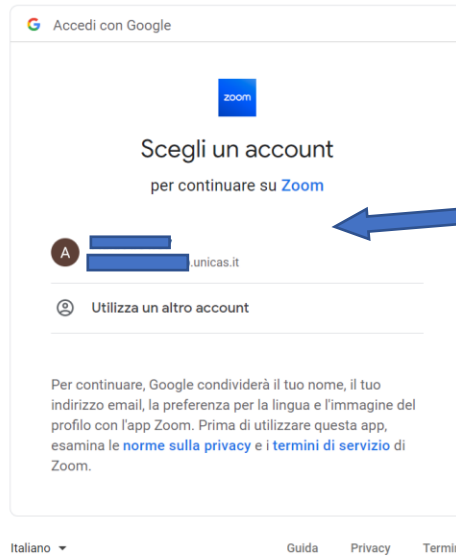 Accedi con Google
zoom
Scegli un account
per continuare su Zoom
A
.unicas.it
Utilizza un altro account
Per continuare, Google condividerà il tuo nome, il tuo
indirizzo email, la preferenza per la lingua e l'immagine del
profilo con l'app Zoom. Prima di utilizzare questa app,
esamina le norme sulla privacy e i termini di servizio di
Zoom.
Italiano Guida Privacy